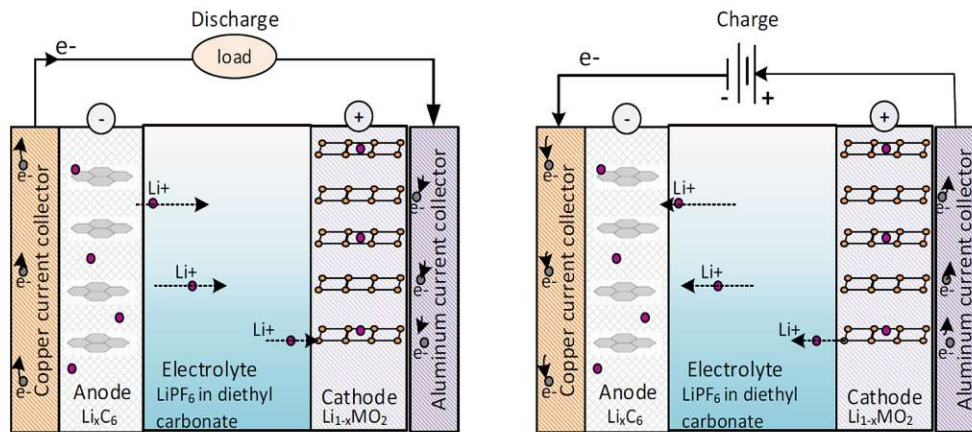 Discharge
e-
load
-
+
Copper current collector
e-
e-
e-
Li+
Li+
Li+
Anode
LiₓC₆
Electrolyte
LiPF₆ in diethyl
carbonate
Cathode
Li₁₋ₓMO₂
e-
e-
e-
Aluminum current collector
Charge
e-
- +
-
+
Copper current collector
e-
e-
e-
Li+
Li+
Li+
Anode
LiₓC₆
Electrolyte
LiPF₆ in diethyl
carbonate
Cathode
Li₁₋ₓMO₂
e-
e-
e-
Aluminum current collector